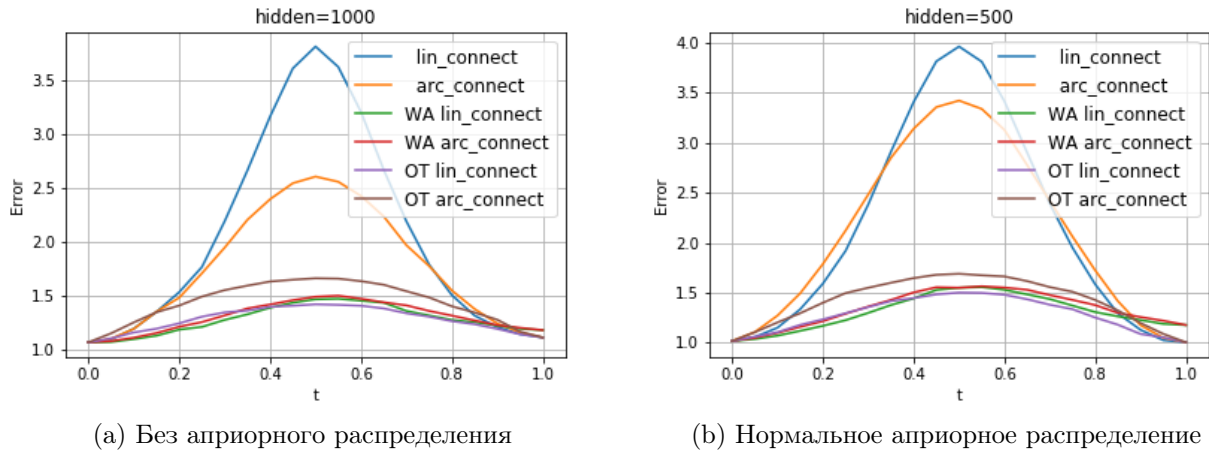 hidden=1000
Error
3.5
3.0
2.5
2.0
1.5
1.0
lin_connect
arc_connect
WA lin_connect
WA arc_connect
OT lin_connect
OT arc_connect
0.0 0.2 0.4 0.6 0.8 1.0
t
(a) Без априорного распределения
hidden=500
Error
4.0
3.5
3.0
2.5
2.0
1.5
1.0
lin_connect
arc_connect
WA lin_connect
WA arc_connect
OT lin_connect
OT arc_connect
0.0 0.2 0.4 0.6 0.8 1.0
t
(b) Нормальное априорное распределение